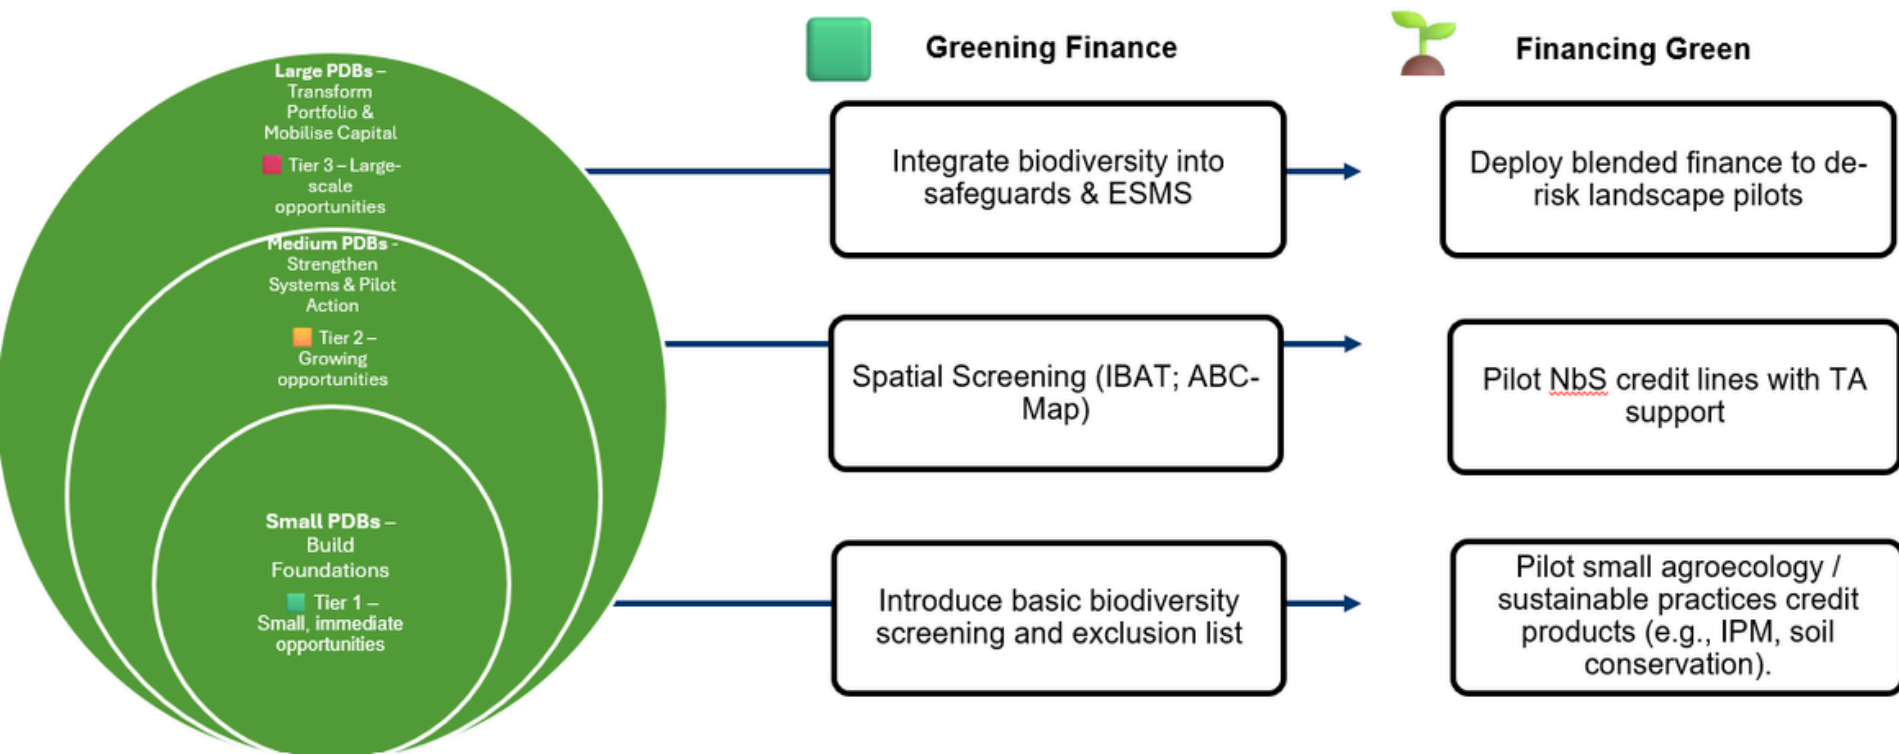 Large PDBs –
Transform
Portfolio &
Mobilise Capital
Tier 3 – Large-
scale
opportunities
Medium PDBs -
Strengthen
Systems & Pilot
Action
Tier 2 –
Growing
opportunities
Small PDBs –
Build
Foundations
Tier 1 –
Small, immediate
opportunities
Greening Finance
Financing Green
Integrate biodiversity into
safeguards & ESMS
Deploy blended finance to de-
risk landscape pilots
Spatial Screening (IBAT; ABC-
Map)
Pilot NbS credit lines with TA
support
Introduce basic biodiversity
screening and exclusion list
Pilot small agroecology /
sustainable practices credit
products (e.g., IPM, soil
conservation).